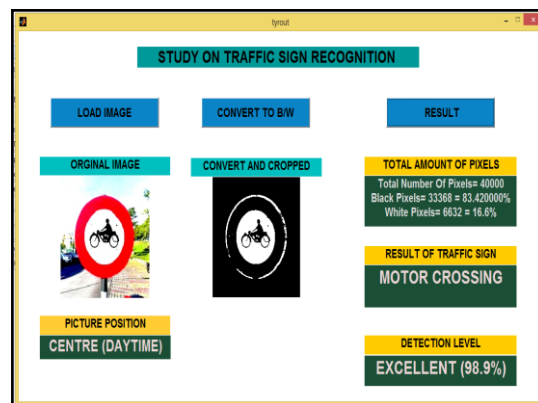 tyrout
STUDY ON TRAFFIC SIGN RECOGNITION
LOAD IMAGE
CONVERT TO B/W
RESULT
ORGINAL IMAGE
CONVERT AND CROPPED
TOTAL AMOUNT OF PIXELS
Total Number Of Pixels= 40000
Black Pixels= 33368 = 83.420000%
White Pixels= 6632 = 16.6%
RESULT OF TRAFFIC SIGN
MOTOR CROSSING
PICTURE POSITION
CENTRE (DAYTIME)
DETECTION LEVEL
EXCELLENT (98.9%)